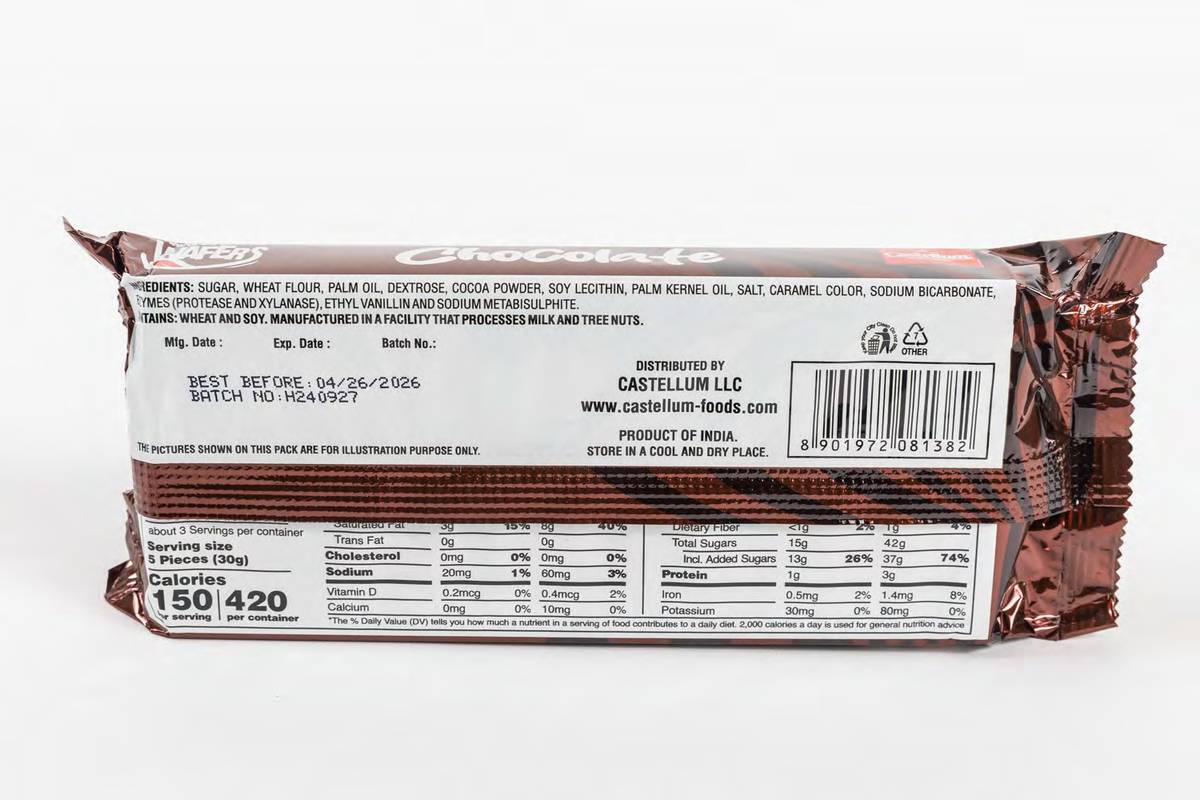 WAFERS Chocolate Castellum
REDIENTS: SUGAR, WHEAT FLOUR, PALM OIL, DEXTROSE, COCOA POWDER, SOY LECITHIN, PALM KERNEL OIL, SALT, CARAMEL COLOR, SODIUM BICARBONATE,
YMES (PROTEASE AND XYLANASE), ETHYL VANILLIN AND SODIUM METABISULPHITE.
TAINS: WHEAT AND SOY. MANUFACTURED IN A FACILITY THAT PROCESSES MILK AND TREE NUTS.
Mfg. Date : Exp. Date : Batch No.:
BEST BEFORE: 04/26/2026
BATCH NO:H240927
THE PICTURES SHOWN ON THIS PACK ARE FOR ILLUSTRATION PURPOSE ONLY.
DISTRIBUTED BY
CASTELLUM LLC
www.castellum-foods.com
PRODUCT OF INDIA.
STORE IN A COOL AND DRY PLACE.
7
OTHER
8 901972 081382
about 3 Servings per container
Serving size
5 Pieces (30g)
Calories
150 420
r serving per container
Saturated Fat 3g 15% 8g 40%
Trans Fat 0g 0g
Cholesterol 0mg 0% 0mg 0%
Sodium 20mg 1% 60mg 3%
Vitamin D 0.2mcg 0% 0.4mcg 2%
Calcium 0mg 0% 10mg 0%
Dietary Fiber <1g 2% 1g 4%
Total Sugars 15g 42g
Incl. Added Sugars 13g 26% 37g 74%
Protein 1g 3g
Iron 0.5mg 2% 1.4mg 8%
Potassium 30mg 0% 80mg 0%
*The % Daily Value (DV) tells you how much a nutrient in a serving of food contributes to a daily diet. 2,000 calories a day is used for general nutrition advice